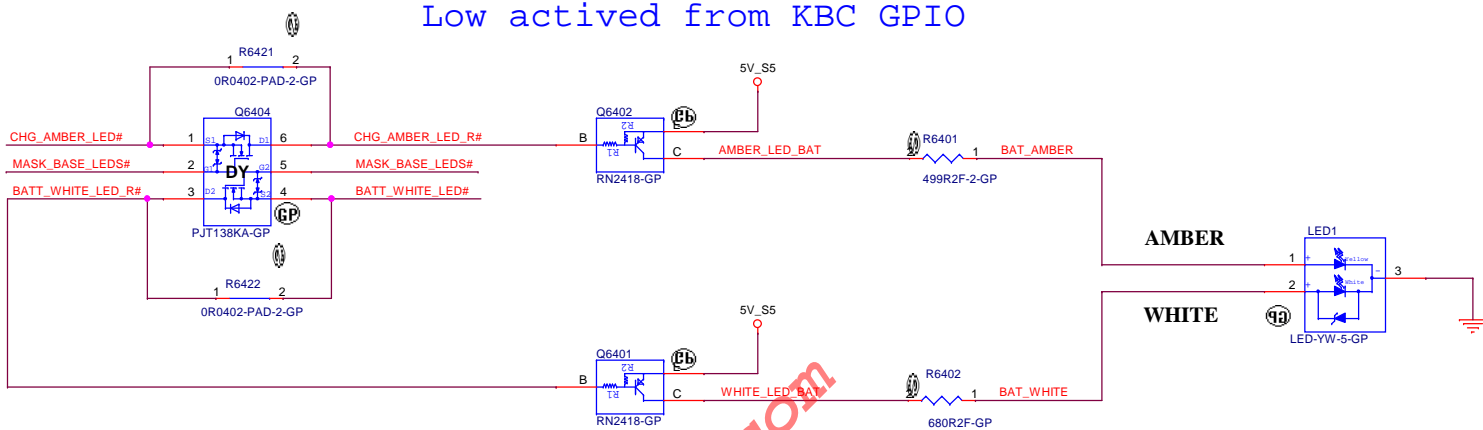 Low actived from KBC GPIO
R6421
1 2
0R0402-PAD-2-GP
5V_S5
Q6404
Q6402
CHG_AMBER_LED# 1 S1 D1 6 CHG_AMBER_LED_R# B R1 R2 E
R6401
MASK_BASE_LEDS# 2 G1 DY G2 5 MASK_BASE_LEDS# C AMBER_LED_BAT 2 1 BAT_AMBER
RN2418-GP
499R2F-2-GP
BATT_WHITE_LED_R# 3 D2 S2 4 BATT_WHITE_LED#
GP
PJT138KA-GP
AMBER
LED1
1 + Yellow
- 3
R6422
1 2
0R0402-PAD-2-GP
2 + White
WHITE
LED-YW-5-GP
5V_S5
Q6401
R2 E
B R1
R6402
C WHITE_LED_BAT 2 1 BAT_WHITE
RN2418-GP
680R2F-GP
om